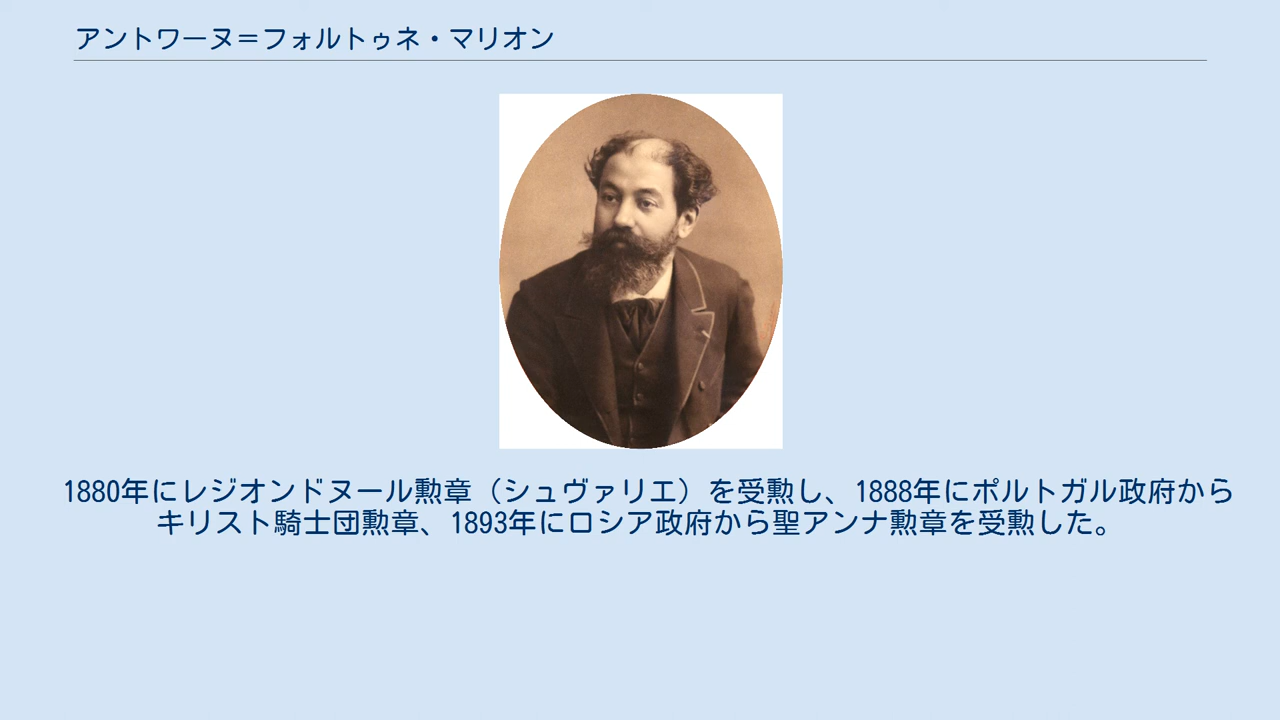 アントワーヌ＝フォルトゥネ・マリオン
1880年にレジオンドヌール勲章（シュヴァリエ）を受勲し、1888年にポルトガル政府から
キリスト騎士団勲章、1893年にロシア政府から聖アンナ勲章を受勲した。